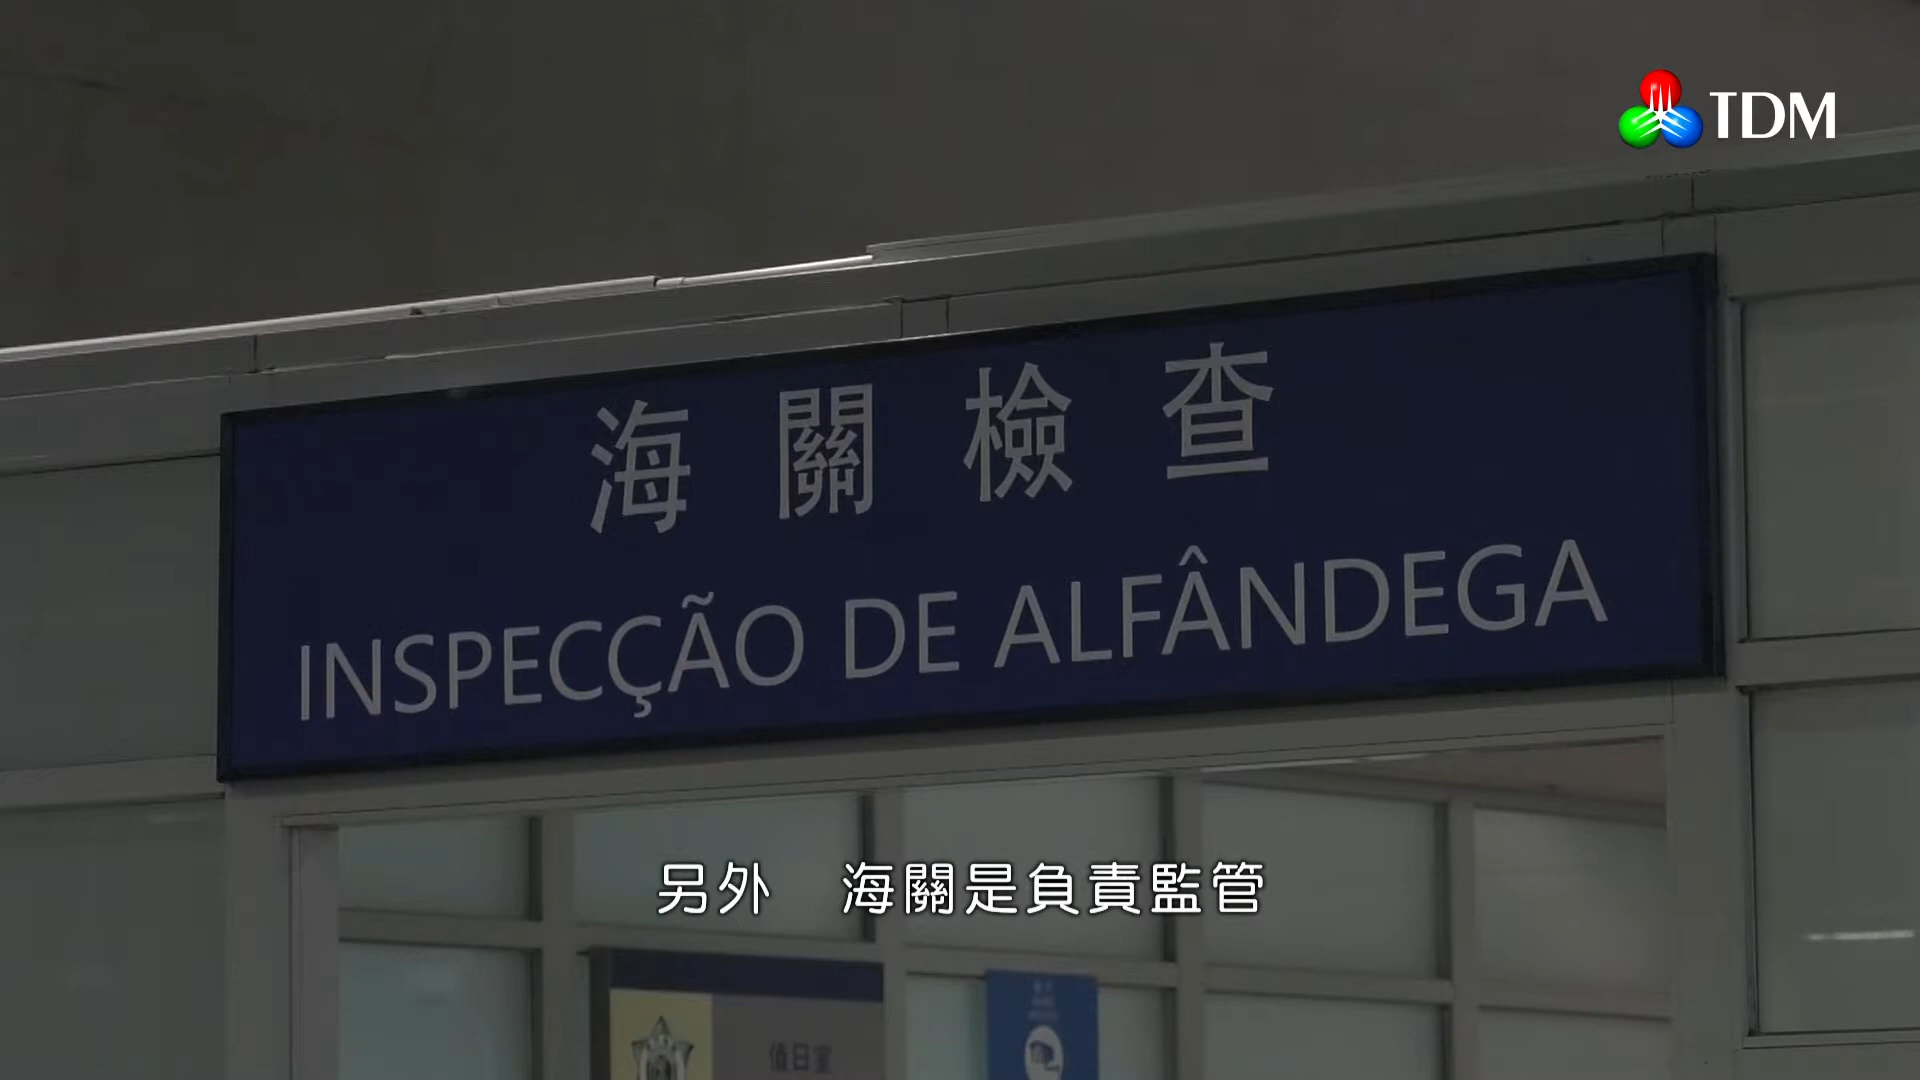 TDM
海關檢查
INSPECÇÃO DE ALFÂNDEGA
另外　海關是負責監管
值日室